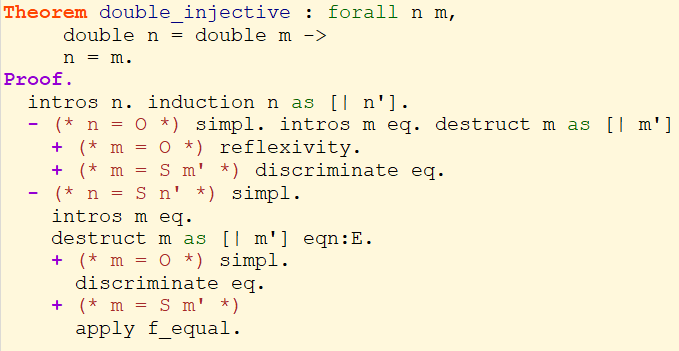 Theorem double_injective : forall n m,
double n = double m ->
n = m.
Proof.
intros n. induction n as [| n'].
- (* n = O *) simpl. intros m eq. destruct m as [| m']
+ (* m = O *) reflexivity.
+ (* m = S m' *) discriminate eq.
- (* n = S n' *) simpl.
intros m eq.
destruct m as [| m'] eqn:E.
+ (* m = O *) simpl.
discriminate eq.
+ (* m = S m' *)
apply f_equal.